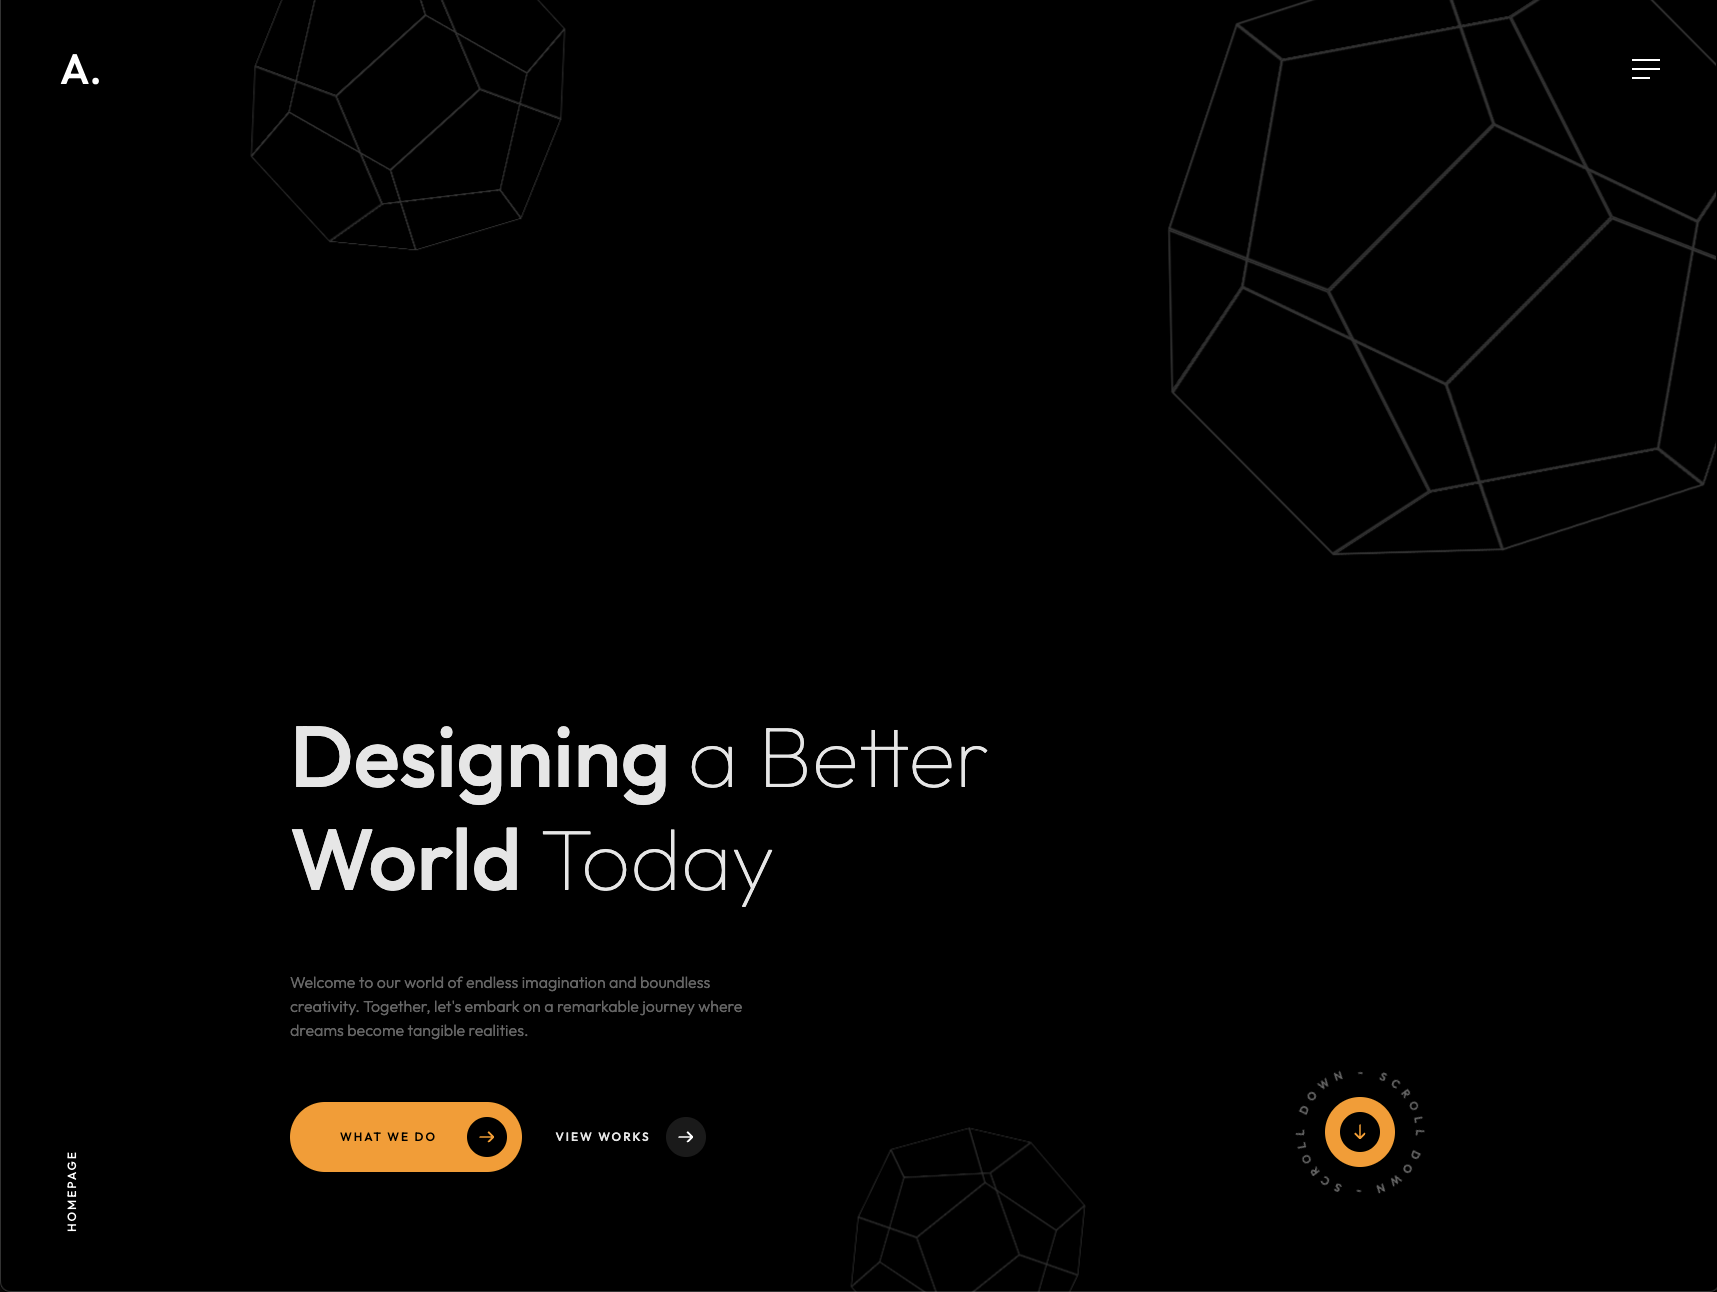 A.
Designing a Better
World Today
Welcome to our world of endless imagination and boundless
creativity. Together, let's embark on a remarkable journey where
dreams become tangible realities.
WHAT WE DO
VIEW WORKS
SCROLL DOWN - SCROLL DOWN -
HOMEPAGE